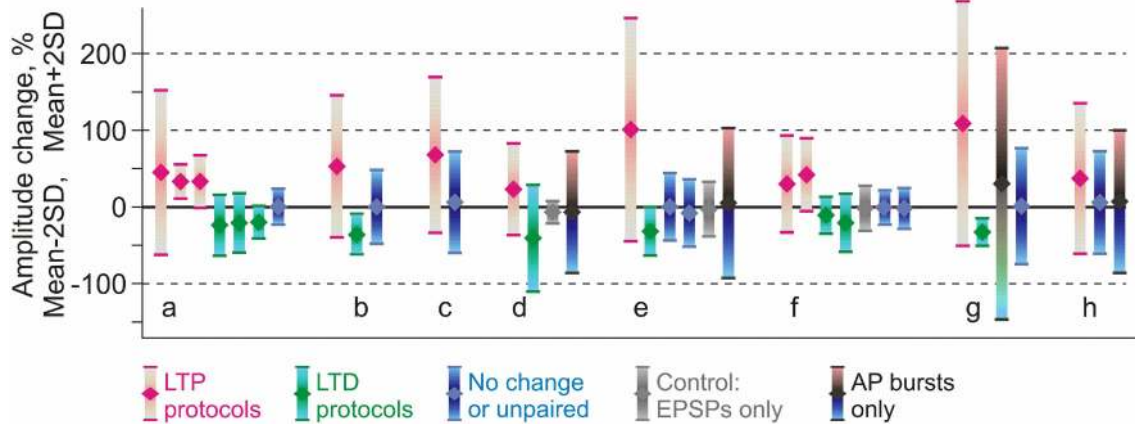 Amplitude change, %
Mean-2SD, Mean+2SD
200
100
0
-100
a b c d e f g h
LTP
protocols
LTD
protocols
No change
or unpaired
Control:
EPSPs only
AP bursts
only